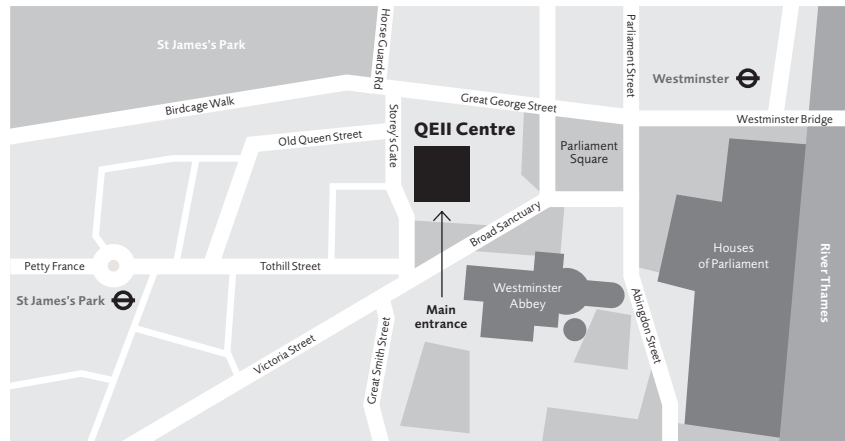 St James's Park
Horse Guards Rd
Parliament Street
Westminster
Birdcage Walk
Great George Street
Westminster Bridge
Old Queen Street
Storey's Gate
QEII Centre
Parliament
Square
Broad Sanctuary
Houses
of Parliament
River Thames
Petty France
Tothill Street
St James's Park
Westminster
Abbey
Main
entrance
Abingdon Street
Victoria Street
Great Smith Street